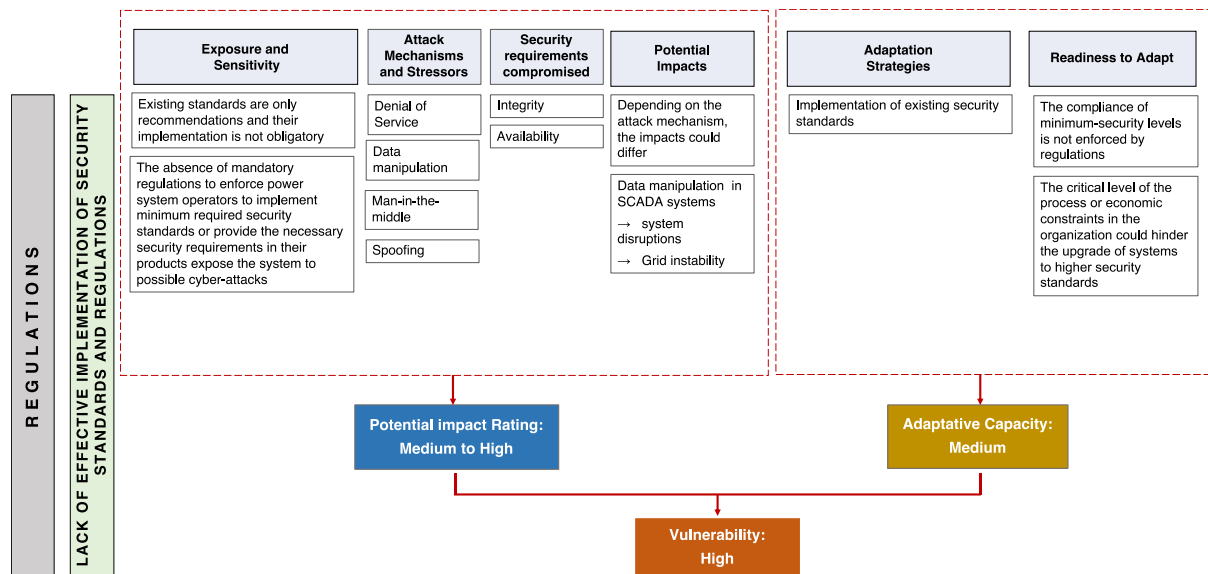 REGULATIONS
LACK OF EFFECTIVE IMPLEMENTATION OF SECURITY
STANDARDS AND REGULATIONS
Exposure and
Sensitivity
Existing standards are only
recommendations and their
implementation is not obligatory
The absence of mandatory
regulations to enforce power
system operators to implement
minimum required security
standards or provide the necessary
security requirements in their
products expose the system to
possible cyber-attacks
Attack
Mechanisms
and Stressors
Denial of
Service
Data
manipulation
Man-in-the-
middle
Spoofing
Security
requirements
compromised
Integrity
Availability
Potential
Impacts
Depending on the
attack mechanism,
the impacts could
differ
Data manipulation in
SCADA systems
→ system
disruptions
→ Grid instability
Adaptation
Strategies
Implementation of existing security
standards
Readiness to Adapt
The compliance of
minimum-security levels
is not enforced by
regulations
The critical level of the
process or economic
constraints in the
organization could hinder
the upgrade of systems
to higher security
standards
Potential impact Rating:
Medium to High
Adaptative Capacity:
Medium
Vulnerability:
High